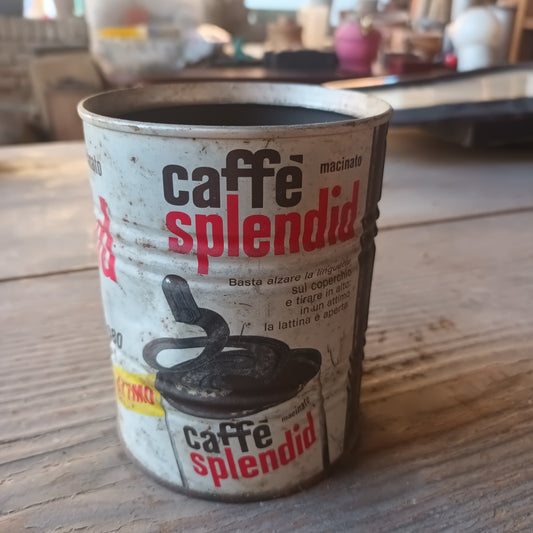 caffè
macinato
splendid
Basta alzare la linguetta
sul coperchio
e tirare in alto:
in un attimo
la lattina è aperta.
caffè
macinato
splendid